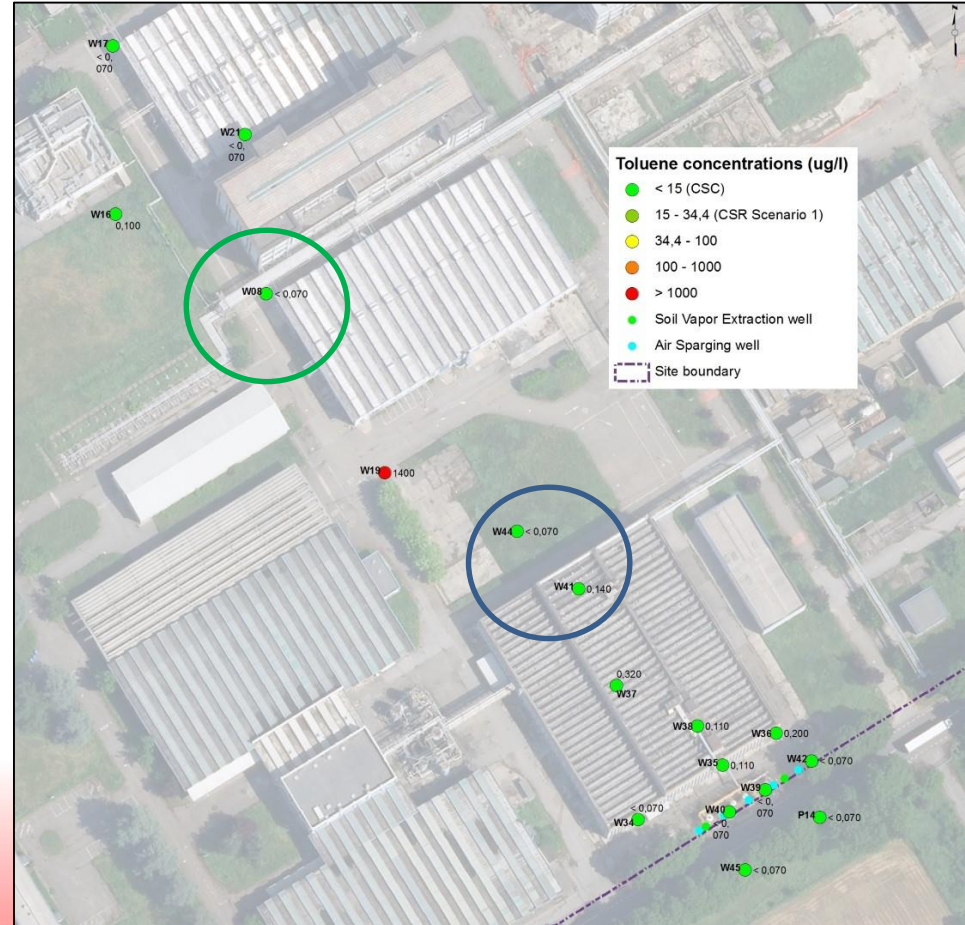 W17
< 0,
070
W21
< 0,
070
W16
0,100
W08 < 0,070
Toluene concentrations (ug/l)
< 15 (CSC)
15 - 34,4 (CSR Scenario 1)
34,4 - 100
100 - 1000
> 1000
Soil Vapor Extraction well
Air Sparging well
Site boundary
W19 1400
W44 < 0,070
W41 0,140
0,320
W37
W38 0,110
W36 0,200
W35 0,110
W42 < 0,070
W39
< 0,
070
< 0,070
W34
W40
< 0,
070
P14 < 0,070
W45 < 0,070